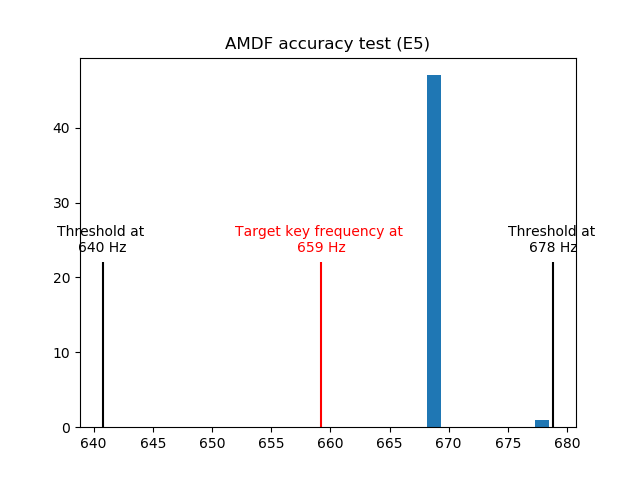 AMDF accuracy test (E5)
40
30
Threshold at
640 Hz
Target key frequency at
659 Hz
Threshold at
678 Hz
20
10
0
640 645 650 655 660 665 670 675 680